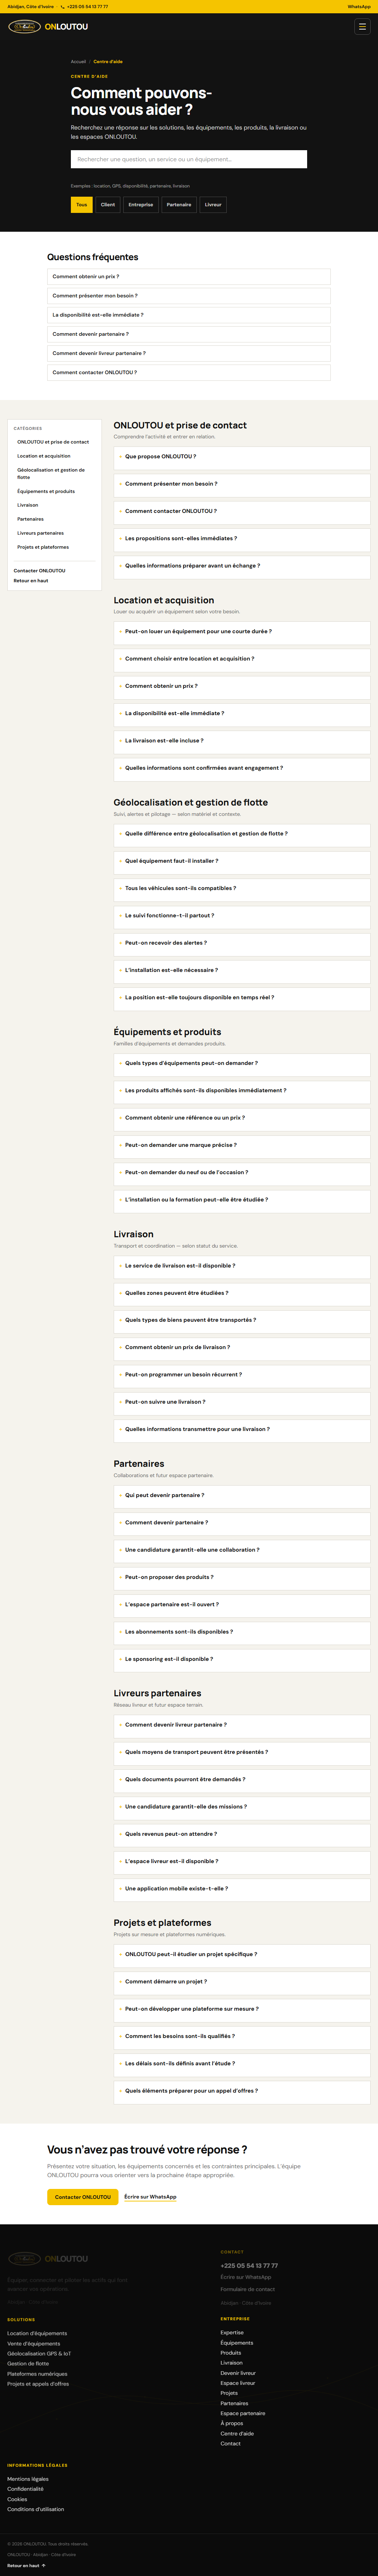 Abidjan, Côte d'Ivoire +225 05 54 13 77 77 WhatsApp
ONLOUTOU
Accueil / Centre d'aide
CENTRE D'AIDE
Comment pouvons-
nous vous aider ?
Recherchez une réponse sur les solutions, les équipements, les produits, la livraison ou
les espaces ONLOUTOU.
Rechercher une question, un service ou un équipement...
Exemples : location, GPS, disponibilité, partenaire, livraison
Tous Client Entreprise Partenaire Livreur
Questions fréquentes
Comment obtenir un prix ?
Comment présenter mon besoin ?
La disponibilité est-elle immédiate ?
Comment devenir partenaire ?
Comment devenir livreur partenaire ?
Comment contacter ONLOUTOU ?
CATÉGORIES
ONLOUTOU et prise de contact
Location et acquisition
Géolocalisation et gestion de
flotte
Équipements et produits
Livraison
Partenaires
Livreurs partenaires
Projets et plateformes
Contacter ONLOUTOU
Retour en haut
ONLOUTOU et prise de contact
Comprendre l'activité et entrer en relation.
+ Que propose ONLOUTOU ?
+ Comment présenter mon besoin ?
+ Comment contacter ONLOUTOU ?
+ Les propositions sont-elles immédiates ?
+ Quelles informations préparer avant un échange ?
Location et acquisition
Louer ou acquérir un équipement selon votre besoin.
+ Peut-on louer un équipement pour une courte durée ?
+ Comment choisir entre location et acquisition ?
+ Comment obtenir un prix ?
+ La disponibilité est-elle immédiate ?
+ La livraison est-elle incluse ?
+ Quelles informations sont confirmées avant engagement ?
Géolocalisation et gestion de flotte
Suivi, alertes et pilotage — selon matériel et contexte.
+ Quelle différence entre géolocalisation et gestion de flotte ?
+ Quel équipement faut-il installer ?
+ Tous les véhicules sont-ils compatibles ?
+ Le suivi fonctionne-t-il partout ?
+ Peut-on recevoir des alertes ?
+ L'installation est-elle nécessaire ?
+ La position est-elle toujours disponible en temps réel ?
Équipements et produits
Familles d'équipements et demandes produits.
+ Quels types d'équipements peut-on demander ?
+ Les produits affichés sont-ils disponibles immédiatement ?
+ Comment obtenir une référence ou un prix ?
+ Peut-on demander une marque précise ?
+ Peut-on demander du neuf ou de l'occasion ?
+ L'installation ou la formation peut-elle être étudiée ?
Livraison
Transport et coordination — selon statut du service.
+ Le service de livraison est-il disponible ?
+ Quelles zones peuvent être étudiées ?
+ Quels types de biens peuvent être transportés ?
+ Comment obtenir un prix de livraison ?
+ Peut-on programmer un besoin récurrent ?
+ Peut-on suivre une livraison ?
+ Quelles informations transmettre pour une livraison ?
Partenaires
Collaborations et futur espace partenaire.
+ Qui peut devenir partenaire ?
+ Comment devenir partenaire ?
+ Une candidature garantit-elle une collaboration ?
+ Peut-on proposer des produits ?
+ L'espace partenaire est-il ouvert ?
+ Les abonnements sont-ils disponibles ?
+ Le sponsoring est-il disponible ?
Livreurs partenaires
Réseau livreur et futur espace terrain.
+ Comment devenir livreur partenaire ?
+ Quels moyens de transport peuvent être présentés ?
+ Quels documents pourront être demandés ?
+ Une candidature garantit-elle des missions ?
+ Quels revenus peut-on attendre ?
+ L'espace livreur est-il disponible ?
+ Une application mobile existe-t-elle ?
Projets et plateformes
Projets sur mesure et plateformes numériques.
+ ONLOUTOU peut-il étudier un projet spécifique ?
+ Comment démarre un projet ?
+ Peut-on développer une plateforme sur mesure ?
+ Comment les besoins sont-ils qualifiés ?
+ Les délais sont-ils définis avant l'étude ?
+ Quels éléments préparer pour un appel d'offres ?
Vous n'avez pas trouvé votre réponse ?
Présentez votre situation, les équipements concernés et les contraintes principales. L'équipe
ONLOUTOU pourra vous orienter vers la prochaine étape appropriée.
Contacter ONLOUTOU Écrire sur WhatsApp
ONLOUTOU
Équipez, connectez et pilotez les actifs qui font
avancer vos opérations.
Abidjan · Côte d'Ivoire
CONTACT
+225 05 54 13 77 77
Écrire sur WhatsApp
Formulaire de contact
Abidjan · Côte d'Ivoire
SOLUTIONS
Location d'équipements
Vente d'équipements
Géolocalisation GPS & IoT
Gestion de flotte
Plateformes numériques
Projets et appels d'offres
ENTREPRISE
Expertise
Équipements
Produits
Livraison
Devenir livreur
Espace livreur
Projets
Partenaires
Espace partenaire
À propos
Centre d'aide
Contact
INFORMATIONS LÉGALES
Mentions légales
Confidentialité
Cookies
Conditions d'utilisation
© 2026 ONLOUTOU. Tous droits réservés.
ONLOUTOU · Abidjan · Côte d'Ivoire
Retour en haut ↑